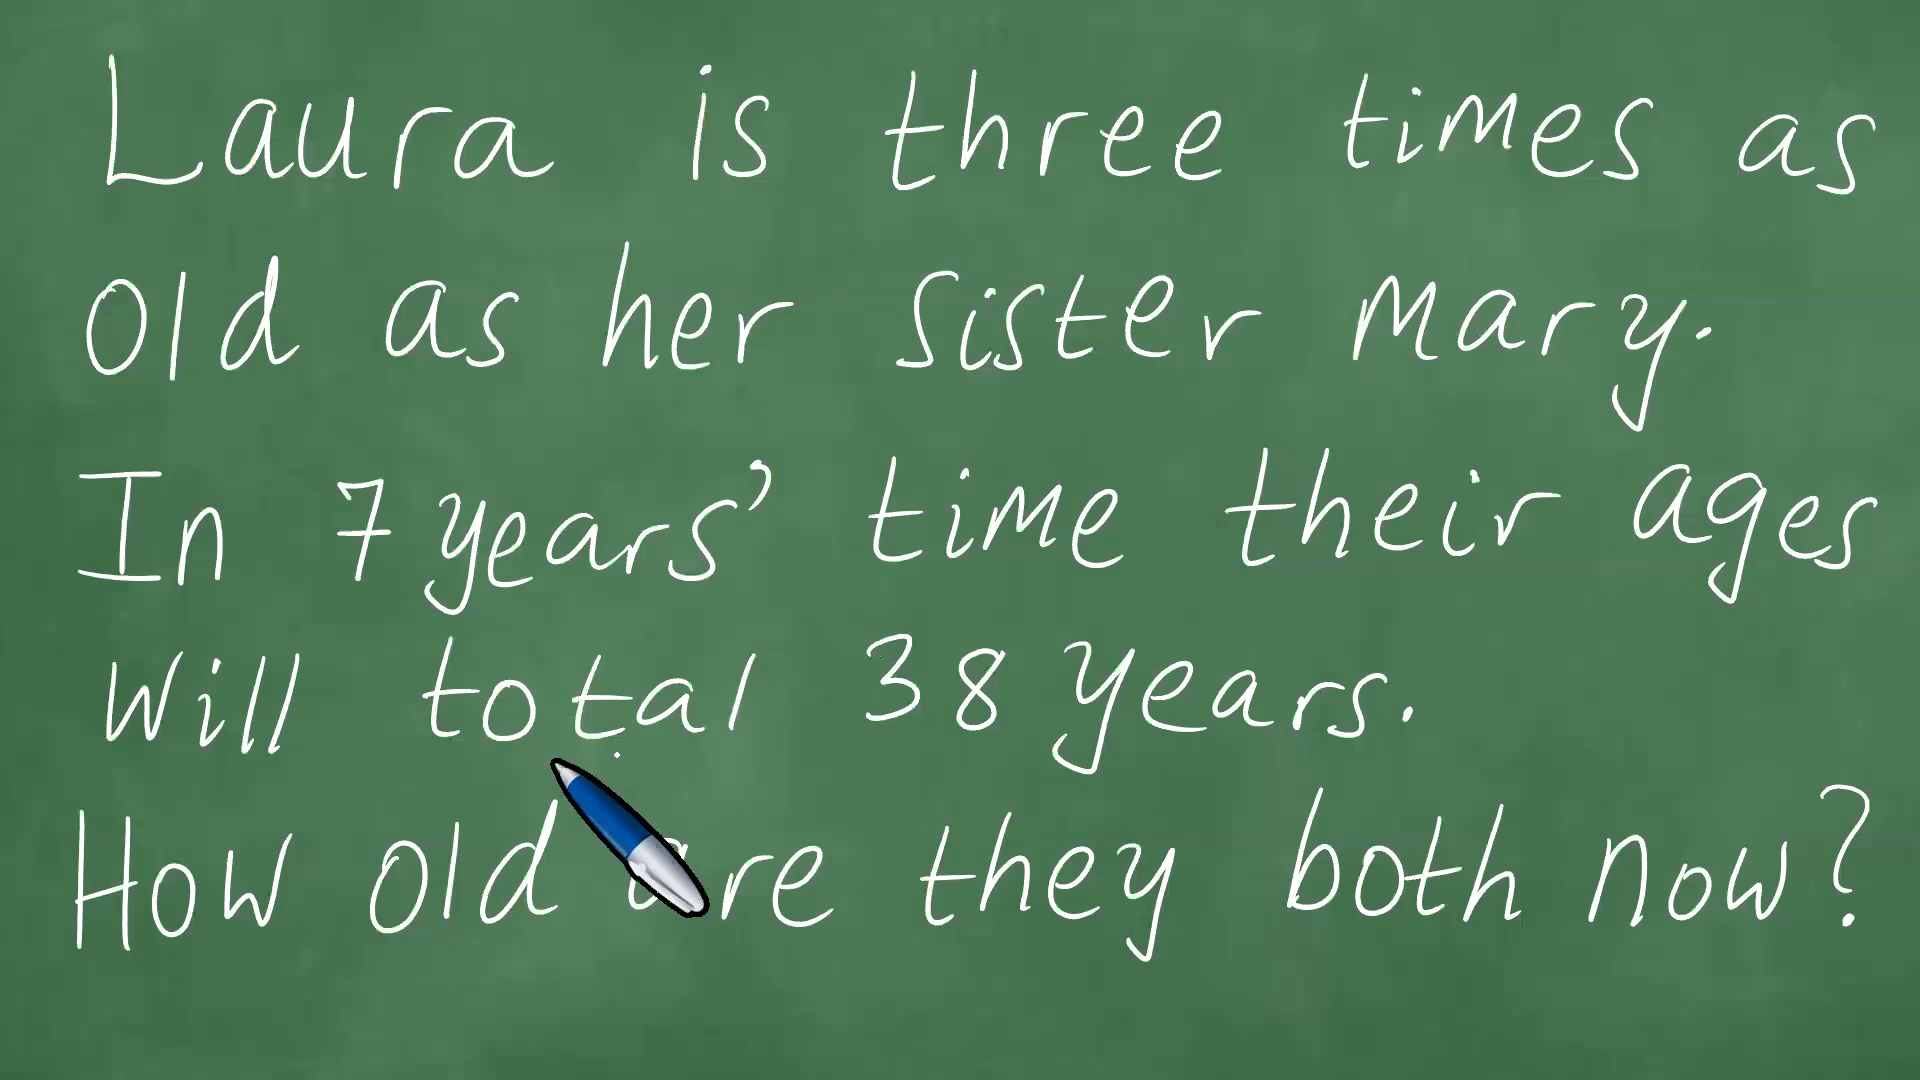 Laura is three times as
old as her sister Mary.
In 7 years' time their ages
will total 38 years.
How old are they both now?